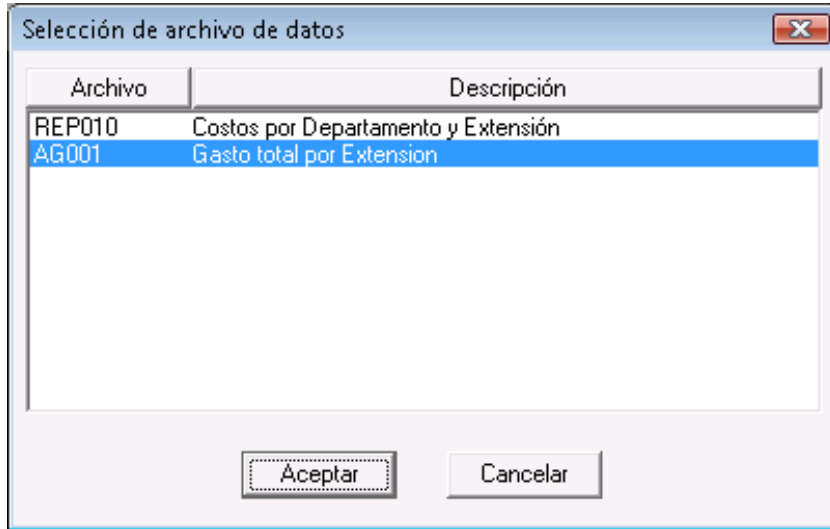 Selección de archivo de datos
Archivo Descripción
REP010 Costos por Departamento y Extensión
AG001 Gasto total por Extension
Aceptar Cancelar